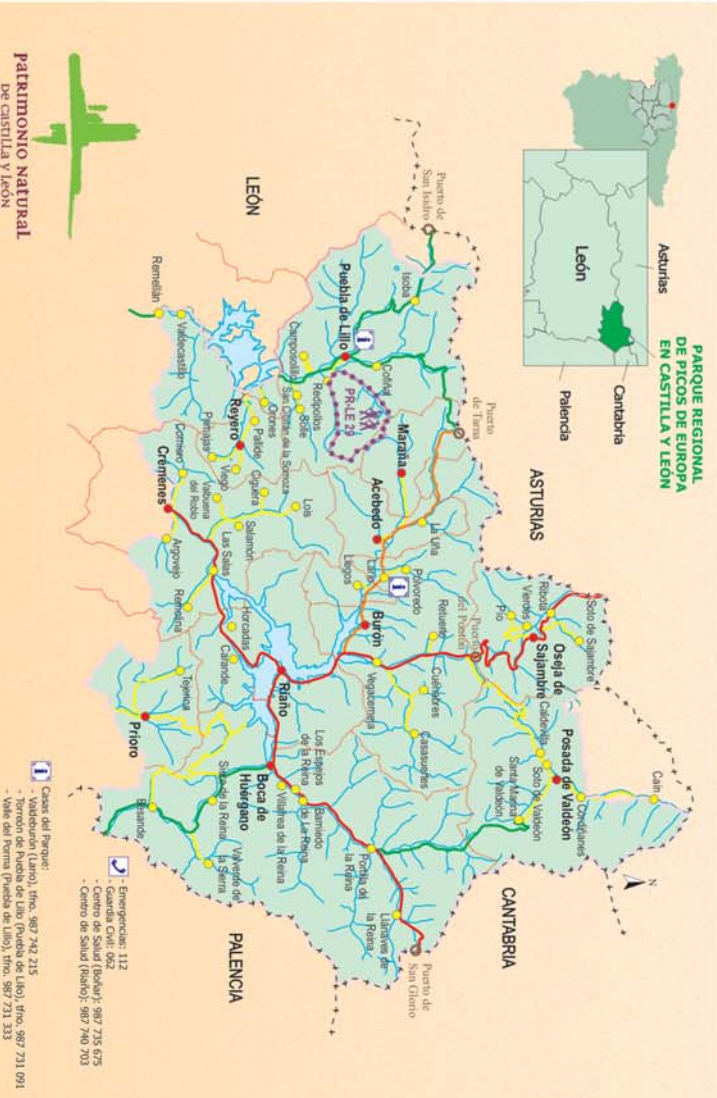 PARQUE REGIONAL
DE PICOS DE EUROPA
EN CASTILLA Y LEÓN
Asturias
Cantabria
León
Palencia
ASTURIAS
CANTABRIA
LEÓN
PALENCIA
N
Puerto de
San Isidro
Puerto
de Tarna
Puerto
del Pontón
Puerto de
San Glorio
Soto de Sajambre
Ribota
Vierdes
Pío
Oseja de
Sajambre
Caín
Cordiñanes
Posada de Valdeón
Caldevilla
Soto de Valdeón
Santa Marina
de Valdeón
Isoba
Puebla de Lillo
Cofiñal
PR-LE 29
Redipollos
Camposolillo
San Cibrián de la Somoza
Solle
Maraña
Acebedo
La Uña
Lario
Polvoredo
Liegos
Burón
Retuerto
Cuénabres
Casasuertes
Vegacerneja
Llánaves de
la Reina
Portilla de
la Reina
Barniedo
de La Reina
Los Espejos
de la Reina
Villafrea de la Reina
Boca de
Huérgano
Siero de la Reina
Valverde de
la Sierra
Besande
Riaño
Horcadas
Carande
Tejerina
Prioro
Remolina
Las Salas
Salamón
Lois
Ciguera
Valbuena
del Roblo
Argovejo
Crémenes
Corniero
Primajas
Viego
Pallide
Reyero
Orones
Valdecastillo
Remellán
PATRIMONIO NATURAL
DE CASTILLA Y LEÓN
i Casas del Parque:
- Valdeburón (Lario), tfno. 987 742 215
- Torreón de Puebla de Lillo (Puebla de Lillo), tfno. 987 731 091
- Valle del Porma (Puebla de Lillo), tfno. 987 731 333
- Emergencias: 112
- Guardia Civil: 062
- Centro de Salud (Boñar): 987 735 675
- Centro de Salud (Riaño): 987 740 703